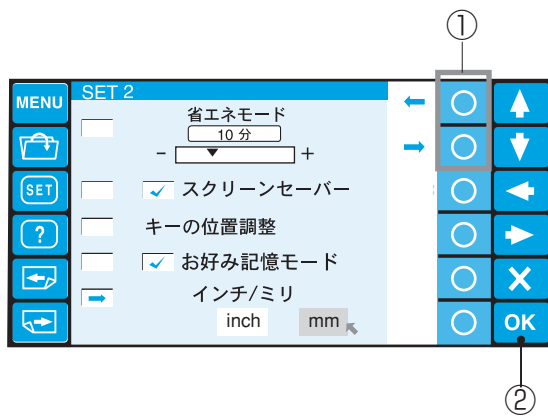 ①
MENU
SET 2
省エネモード
10 分
- +
SET
スクリーンセーバー
?
キーの位置調整
お好み記憶モード
インチ/ミリ
inch mm
OK
②